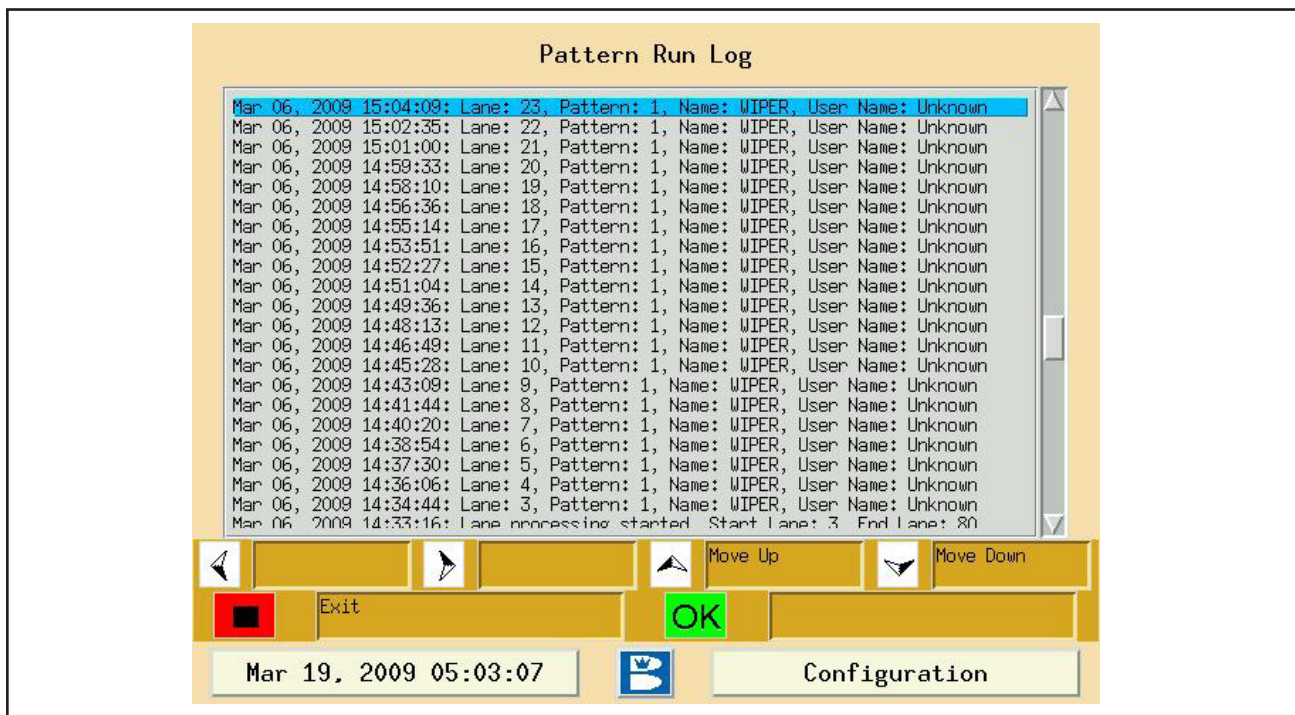 Pattern Run Log
Mar 06, 2009 15:04:09: Lane: 23, Pattern: 1, Name: WIPER, User Name: Unknown
Mar 06, 2009 15:02:35: Lane: 22, Pattern: 1, Name: WIPER, User Name: Unknown
Mar 06, 2009 15:01:00: Lane: 21, Pattern: 1, Name: WIPER, User Name: Unknown
Mar 06, 2009 14:59:33: Lane: 20, Pattern: 1, Name: WIPER, User Name: Unknown
Mar 06, 2009 14:58:10: Lane: 19, Pattern: 1, Name: WIPER, User Name: Unknown
Mar 06, 2009 14:56:36: Lane: 18, Pattern: 1, Name: WIPER, User Name: Unknown
Mar 06, 2009 14:55:14: Lane: 17, Pattern: 1, Name: WIPER, User Name: Unknown
Mar 06, 2009 14:53:51: Lane: 16, Pattern: 1, Name: WIPER, User Name: Unknown
Mar 06, 2009 14:52:27: Lane: 15, Pattern: 1, Name: WIPER, User Name: Unknown
Mar 06, 2009 14:51:04: Lane: 14, Pattern: 1, Name: WIPER, User Name: Unknown
Mar 06, 2009 14:49:36: Lane: 13, Pattern: 1, Name: WIPER, User Name: Unknown
Mar 06, 2009 14:48:13: Lane: 12, Pattern: 1, Name: WIPER, User Name: Unknown
Mar 06, 2009 14:46:49: Lane: 11, Pattern: 1, Name: WIPER, User Name: Unknown
Mar 06, 2009 14:45:28: Lane: 10, Pattern: 1, Name: WIPER, User Name: Unknown
Mar 06, 2009 14:43:09: Lane: 9, Pattern: 1, Name: WIPER, User Name: Unknown
Mar 06, 2009 14:41:44: Lane: 8, Pattern: 1, Name: WIPER, User Name: Unknown
Mar 06, 2009 14:40:20: Lane: 7, Pattern: 1, Name: WIPER, User Name: Unknown
Mar 06, 2009 14:38:54: Lane: 6, Pattern: 1, Name: WIPER, User Name: Unknown
Mar 06, 2009 14:37:30: Lane: 5, Pattern: 1, Name: WIPER, User Name: Unknown
Mar 06, 2009 14:36:06: Lane: 4, Pattern: 1, Name: WIPER, User Name: Unknown
Mar 06, 2009 14:34:44: Lane: 3, Pattern: 1, Name: WIPER, User Name: Unknown
Mar 06, 2009 14:33:16: Lane processing started. Start Lane: 3 End Lane: 80
Move Up
Move Down
Exit
OK
Mar 19, 2009 05:03:07
B
Configuration